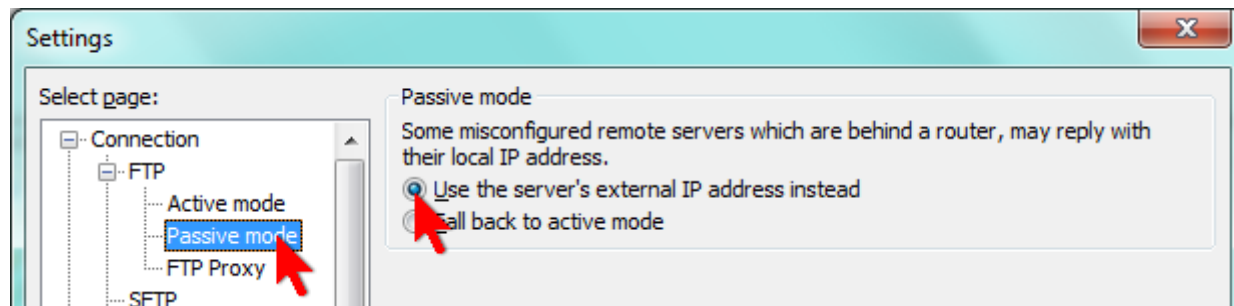 Settings
Select page:
Connection
FTP
Active mode
Passive mode
FTP Proxy
SFTP
Passive mode
Some misconfigured remote servers which are behind a router, may reply with
their local IP address.
Use the server's external IP address instead
Fall back to active mode